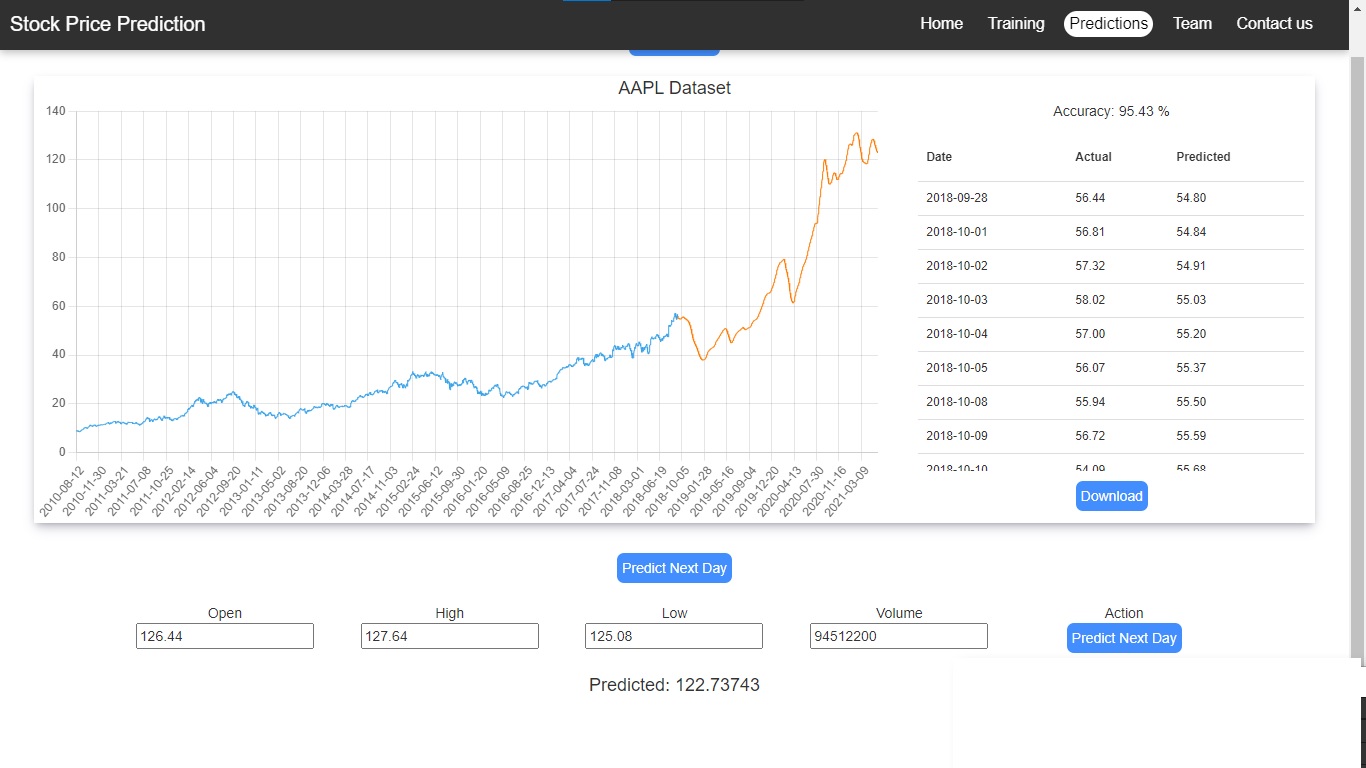 Stock Price Prediction Home Training Predictions Team Contact us
AAPL Dataset
140
120
100
80
60
40
20
0
2010-08-12 2010-11-30 2011-03-21 2011-07-08 2011-10-25 2012-02-14 2012-06-04 2012-09-20 2013-01-11 2013-05-02 2013-08-20 2013-12-06 2014-03-28 2014-07-17 2014-11-03 2015-02-24 2015-06-12 2015-09-30 2016-01-20 2016-05-09 2016-08-25 2016-12-13 2017-04-04 2017-07-24 2017-11-08 2018-03-01 2018-06-19 2018-10-05 2019-01-28 2019-05-16 2019-09-04 2019-12-20 2020-04-13 2020-07-30 2020-11-16 2021-03-09
Accuracy: 95.43 %
Date Actual Predicted
2018-09-28 56.44 54.80
2018-10-01 56.81 54.84
2018-10-02 57.32 54.91
2018-10-03 58.02 55.03
2018-10-04 57.00 55.20
2018-10-05 56.07 55.37
2018-10-08 55.94 55.50
2018-10-09 56.72 55.59
2018-10-10 54.09 55.68
Download
Predict Next Day
Open High Low Volume Action
126.44 127.64 125.08 94512200 Predict Next Day
Predicted: 122.73743